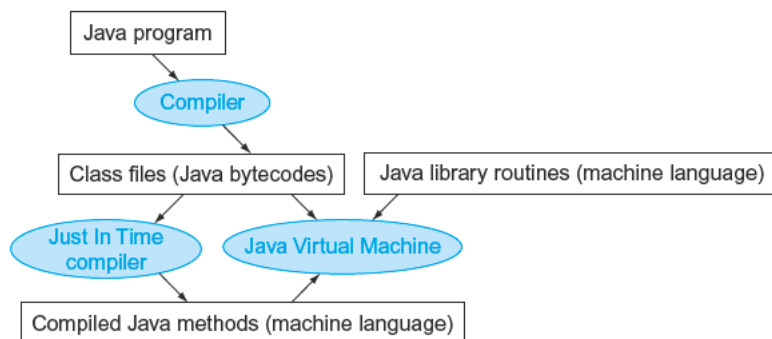 Java program
Compiler
Class files (Java bytecodes)
Java library routines (machine language)
Just In Time
compiler
Java Virtual Machine
Compiled Java methods (machine language)